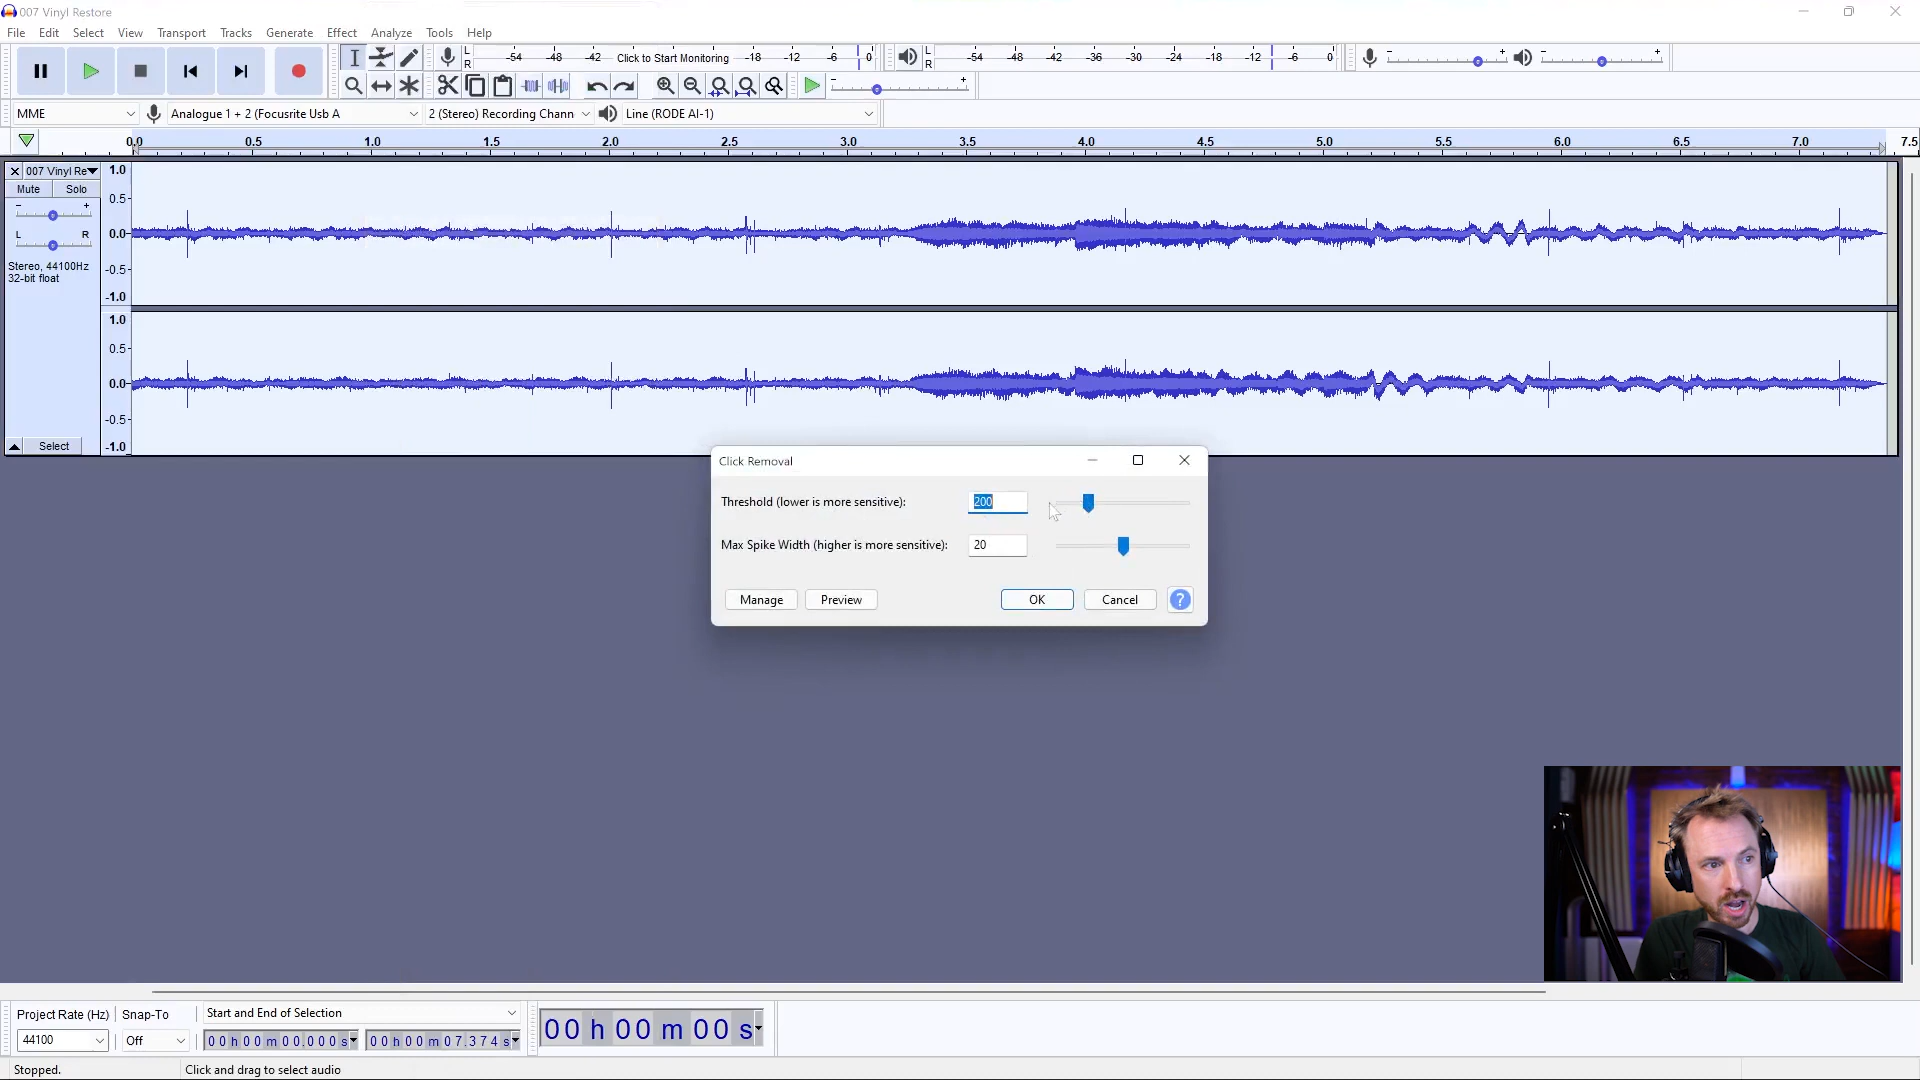 007 Vinyl Restore
File Edit Select View Transport Tracks Generate Effect Analyze Tools Help
L R -54 -48 -42 Click to Start Monitoring -18 -12 -6 0 L R -54 -48 -42 -36 -30 -24 -18 -12 -6 0 - + - +
- +
MME Analogue 1 + 2 (Focusrite Usb A 2 (Stereo) Recording Chann Line (RODE AI-1)
0.0 0.5 1.0 1.5 2.0 2.5 3.0 3.5 4.0 4.5 5.0 5.5 6.0 6.5 7.0 7.5
007 Vinyl Re 1.0
Mute Solo
- + 0.5
0.0
L R
Stereo, 44100Hz -0.5
32-bit float
-1.0
1.0
0.5
0.0
-0.5
Select -1.0
Click Removal
Threshold (lower is more sensitive): 200
Max Spike Width (higher is more sensitive): 20
Manage Preview OK Cancel ?
Project Rate (Hz) Snap-To Start and End of Selection
44100 Off 00 h 00 m 00.000 s 00 h 00 m 07.374 s 00 h 00 m 00 s
Stopped. Click and drag to select audio